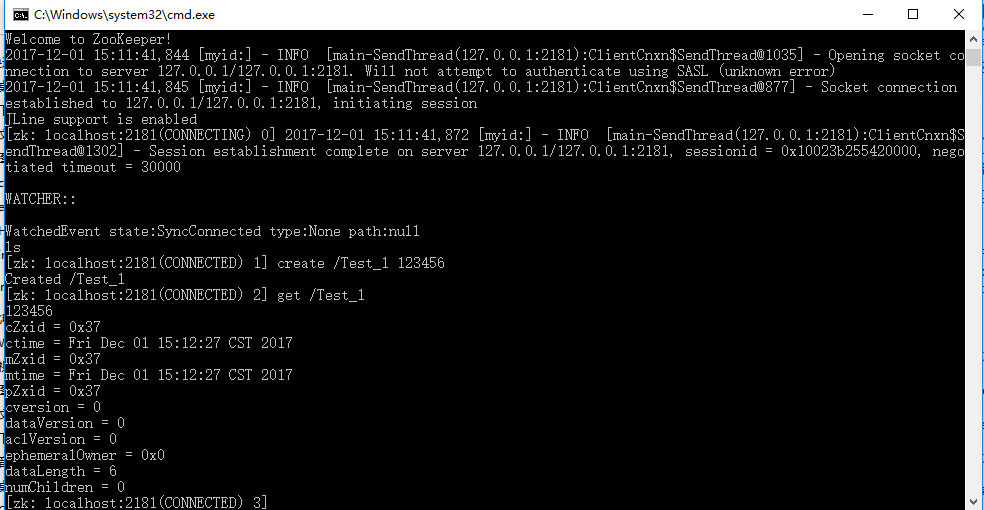 C:\Windows\system32\cmd.exe
Welcome to ZooKeeper!
2017-12-01 15:11:41,844 [myid:] - INFO  [main-SendThread(127.0.0.1:2181):ClientCnxn$SendThread@1035] - Opening socket co
nnection to server 127.0.0.1/127.0.0.1:2181. Will not attempt to authenticate using SASL (unknown error)
2017-12-01 15:11:41,845 [myid:] - INFO  [main-SendThread(127.0.0.1:2181):ClientCnxn$SendThread@877] - Socket connection
established to 127.0.0.1/127.0.0.1:2181, initiating session
JLine support is enabled
[zk: localhost:2181(CONNECTING) 0] 2017-12-01 15:11:41,872 [myid:] - INFO  [main-SendThread(127.0.0.1:2181):ClientCnxn$S
endThread@1302] - Session establishment complete on server 127.0.0.1/127.0.0.1:2181, sessionid = 0x10023b255420000, nego
tiated timeout = 30000
WATCHER::
WatchedEvent state:SyncConnected type:None path:null
ls
[zk: localhost:2181(CONNECTED) 1] create /Test_1 123456
Created /Test_1
[zk: localhost:2181(CONNECTED) 2] get /Test_1
123456
cZxid = 0x37
ctime = Fri Dec 01 15:12:27 CST 2017
mZxid = 0x37
mtime = Fri Dec 01 15:12:27 CST 2017
pZxid = 0x37
cversion = 0
dataVersion = 0
aclVersion = 0
ephemeralOwner = 0x0
dataLength = 6
numChildren = 0
[zk: localhost:2181(CONNECTED) 3]